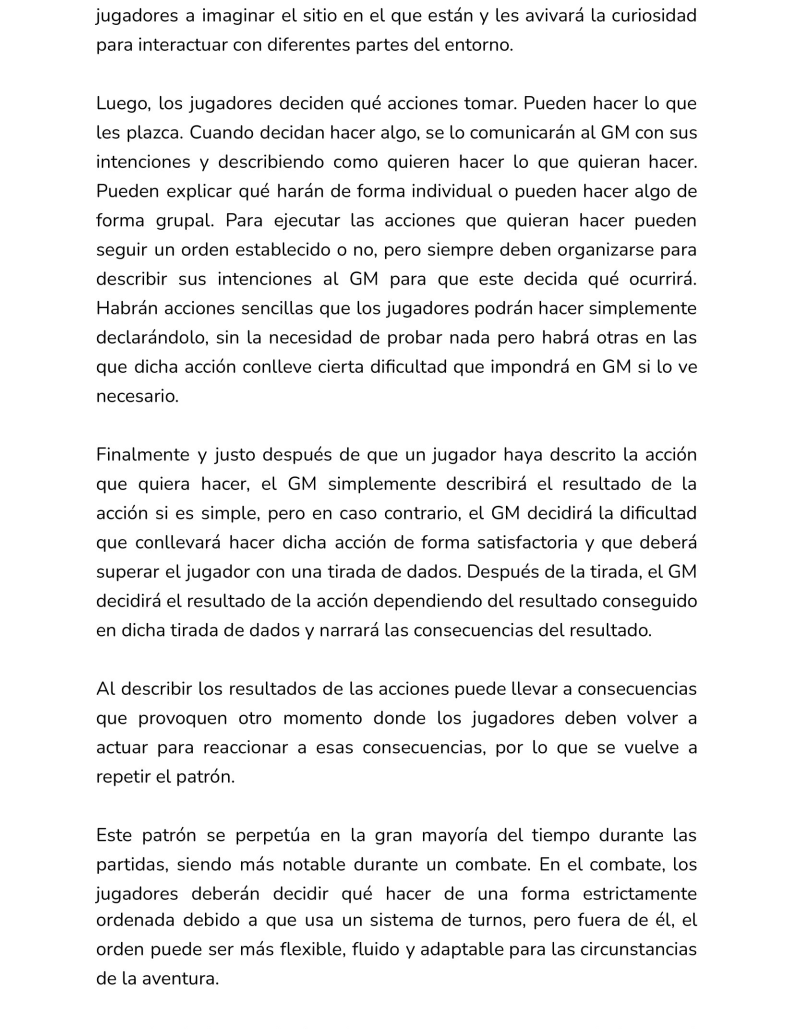 jugadores a imaginar el sitio en el que están y les avivará la curiosidad
para interactuar con diferentes partes del entorno.
Luego, los jugadores deciden qué acciones tomar. Pueden hacer lo que
les plazca. Cuando decidan hacer algo, se lo comunicarán al GM con sus
intenciones y describiendo como quieren hacer lo que quieran hacer.
Pueden explicar qué harán de forma individual o pueden hacer algo de
forma grupal. Para ejecutar las acciones que quieran hacer pueden
seguir un orden establecido o no, pero siempre deben organizarse para
describir sus intenciones al GM para que este decida qué ocurrirá.
Habrán acciones sencillas que los jugadores podrán hacer simplemente
declarándolo, sin la necesidad de probar nada pero habrá otras en las
que dicha acción conlleve cierta dificultad que impondrá en GM si lo ve
necesario.
Finalmente y justo después de que un jugador haya descrito la acción
que quiera hacer, el GM simplemente describirá el resultado de la
acción si es simple, pero en caso contrario, el GM decidirá la dificultad
que conllevará hacer dicha acción de forma satisfactoria y que deberá
superar el jugador con una tirada de dados. Después de la tirada, el GM
decidirá el resultado de la acción dependiendo del resultado conseguido
en dicha tirada de dados y narrará las consecuencias del resultado.
Al describir los resultados de las acciones puede llevar a consecuencias
que provoquen otro momento donde los jugadores deben volver a
actuar para reaccionar a esas consecuencias, por lo que se vuelve a
repetir el patrón.
Este patrón se perpetúa en la gran mayoría del tiempo durante las
partidas, siendo más notable durante un combate. En el combate, los
jugadores deberán decidir qué hacer de una forma estrictamente
ordenada debido a que usa un sistema de turnos, pero fuera de él, el
orden puede ser más flexible, fluido y adaptable para las circunstancias
de la aventura.